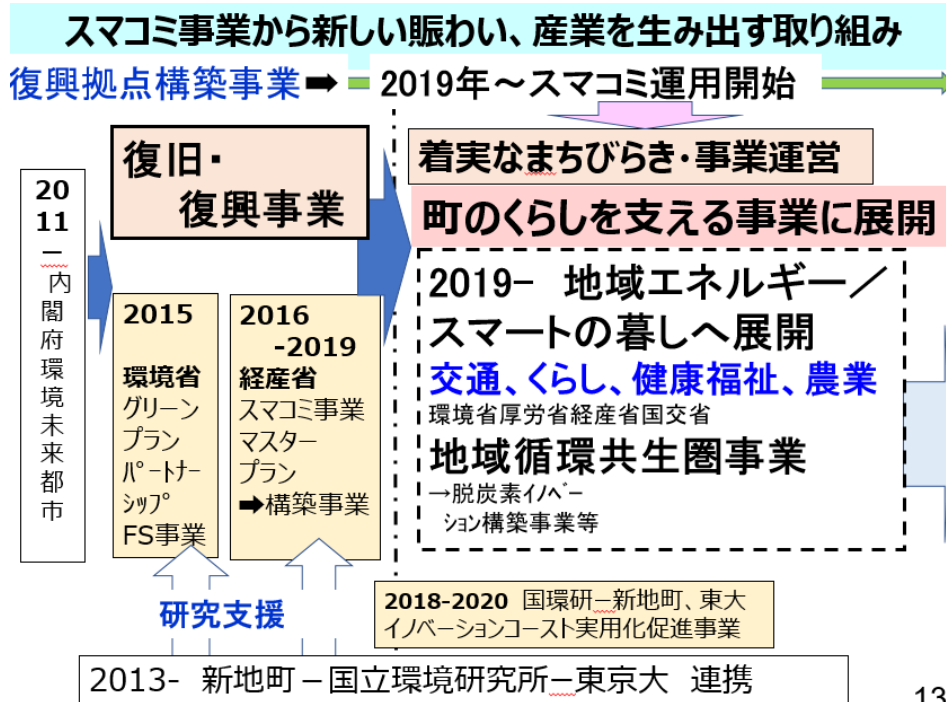 スマコミ事業から新しい賑わい、産業を生み出す取り組み
復興拠点構築事業➡
2019年～スマコミ運用開始
復旧・
復興事業
着実なまちびらき・事業運営
町のくらしを支える事業に展開
20
11
－
内
閣
府
環
境
未
来
都
市
2015
環境省
グリーン
プラン
ﾊﾟｰﾄﾅｰ
ｼｯﾌﾟ
FS事業
2016
-2019
経産省
スマコミ事業
マスター
プラン
➡構築事業
2019− 地域エネルギー／
スマートの暮しへ展開
交通、くらし、健康福祉、農業
環境省厚労省経産省国交省
地域循環共生圏事業
→脱炭素ｲﾉﾍﾞｰ
ｼｮﾝ構築事業等
研究支援
2018-2020 国環研－新地町、東大
イノベーションコースト実用化促進事業
2013- 新地町－国立環境研究所－東京大 連携
13